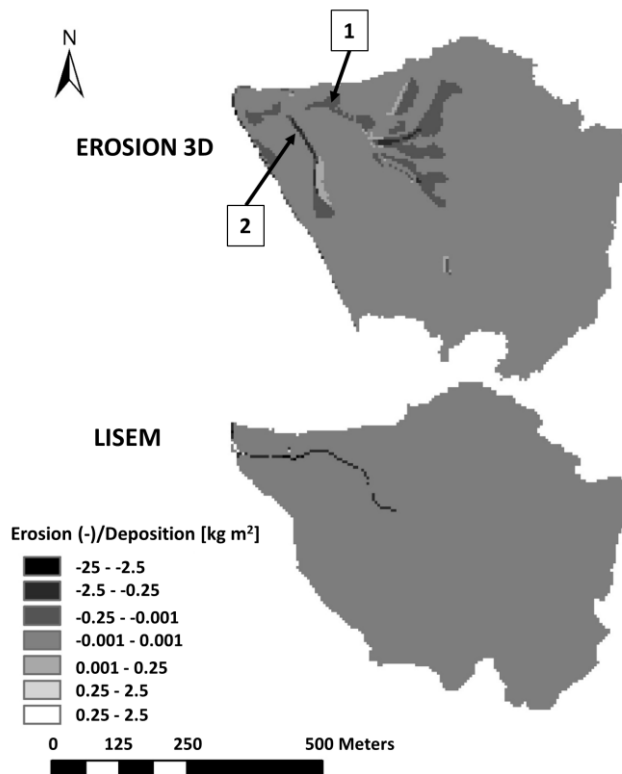 N
1
EROSION 3D
2
LISEM
Erosion (-)/Deposition [kg m²]
-25 - -2.5
-2.5 - -0.25
-0.25 - -0.001
-0.001 - 0.001
0.001 - 0.25
0.25 - 2.5
0.25 - 2.5
0 125 250 500 Meters